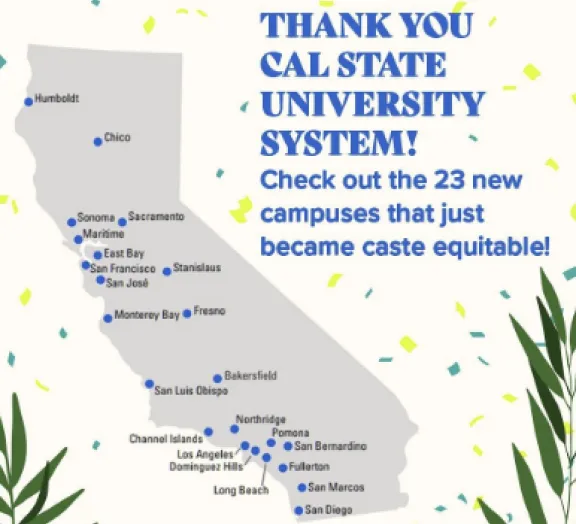 THANK YOU
CAL STATE
UNIVERSITY
SYSTEM!
Check out the 23 new
campuses that just
became caste equitable!
Humboldt
Chico
Sonoma
Sacramento
Maritime
East Bay
San Francisco
Stanislaus
San José
Monterey Bay
Fresno
Bakersfield
San Luis Obispo
Northridge
Channel Islands
Pomona
San Bernardino
Los Angeles
Dominguez Hills
Fullerton
Long Beach
San Marcos
San Diego